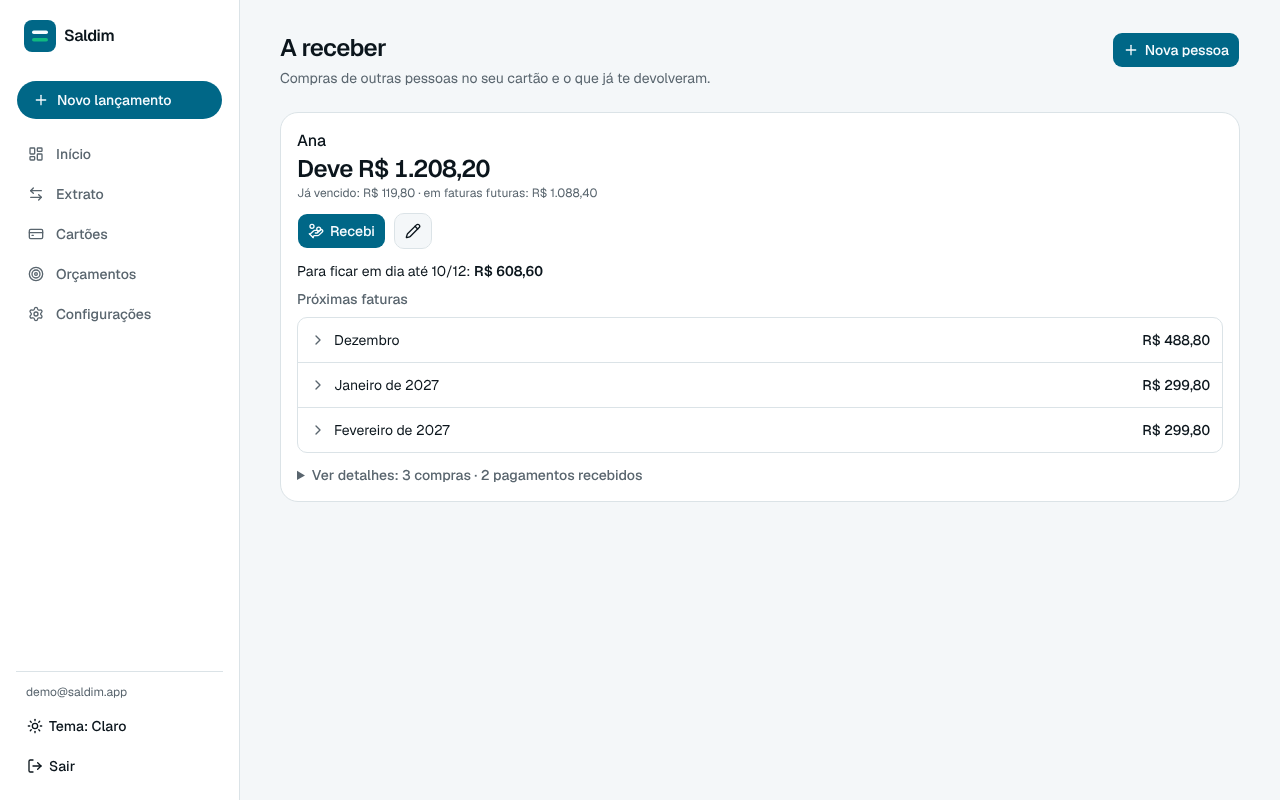 Saldim
Novo lançamento
Início
Extrato
Cartões
Orçamentos
Configurações
demo@saldim.app
Tema: Claro
Sair
A receber
Nova pessoa
Compras de outras pessoas no seu cartão e o que já te devolveram.
Ana
Deve R$ 1.208,20
Já vencido: R$ 119,80 · em faturas futuras: R$ 1.088,40
Recebi
Para ficar em dia até 10/12: R$ 608,60
Próximas faturas
Dezembro R$ 488,80
Janeiro de 2027 R$ 299,80
Fevereiro de 2027 R$ 299,80
Ver detalhes: 3 compras · 2 pagamentos recebidos